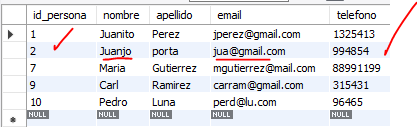 id_persona nombre apellido email telefono
1 Juanito Perez jperez@gmail.com 1325413
2 Juanjo porta jua@gmail.com 994854
7 Maria Gutierrez mgutierrez@mail.com 88991199
9 Carl Ramirez carram@gmail.com 315431
10 Pedro Luna perd@lu.com 96465
NULL NULL NULL NULL NULL